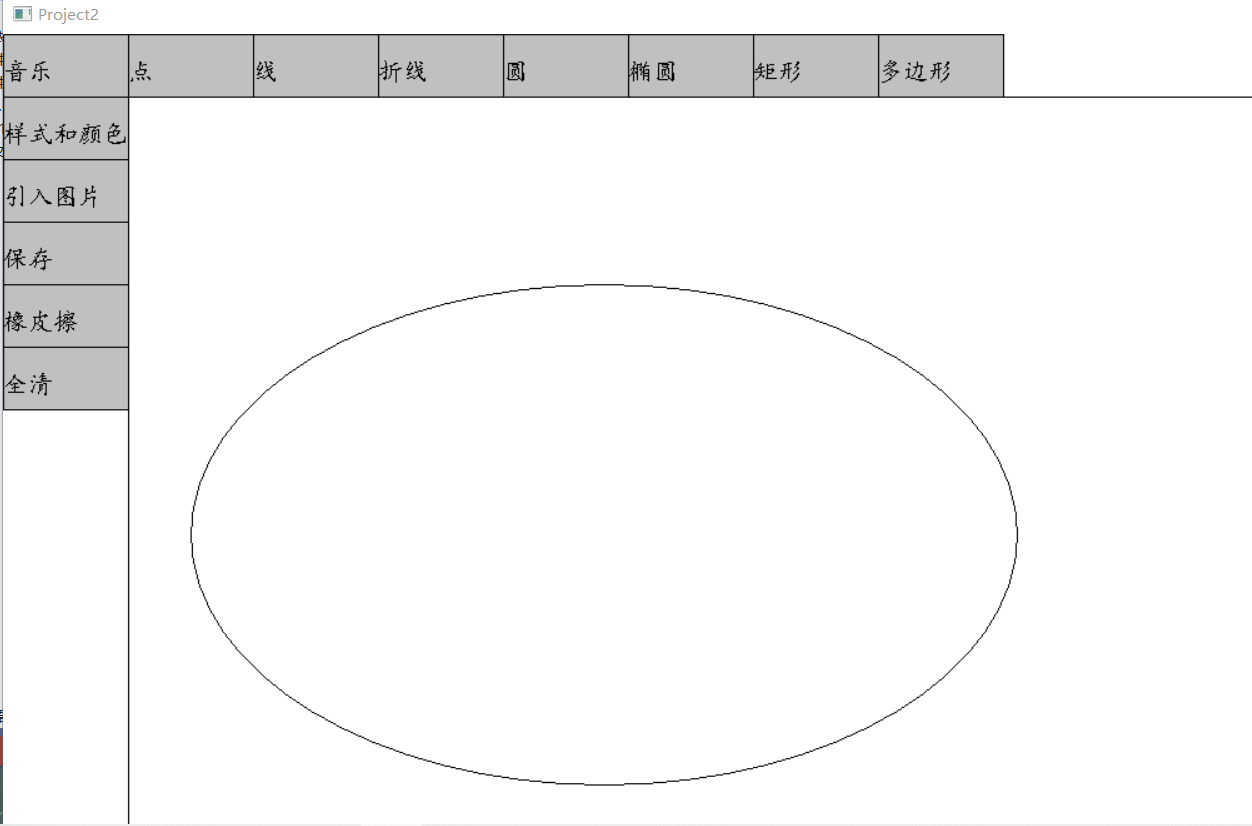 Project2
音乐 点 线 折线 圆 椭圆 矩形 多边形
样式和颜色
引入图片
保存
橡皮擦
全清